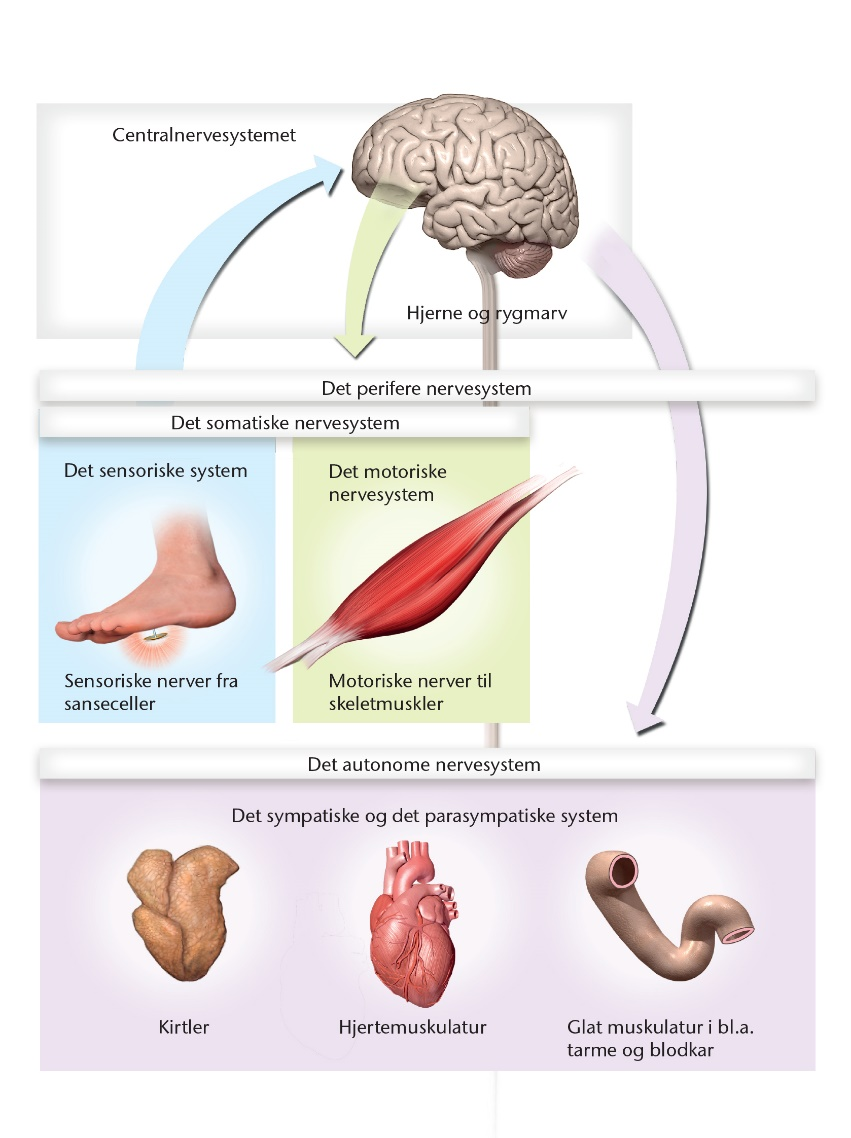 Centralnervesystemet
Hjerne og rygmarv
Det perifere nervesystem
Det somatiske nervesystem
Det sensoriske system
Det motoriske
nervesystem
Sensoriske nerver fra
sanseceller
Motoriske nerver til
skeletmuskler
Det autonome nervesystem
Det sympatiske og det parasympatiske system
Kirtler
Hjertemuskulatur
Glat muskulatur i bl.a.
tarme og blodkar